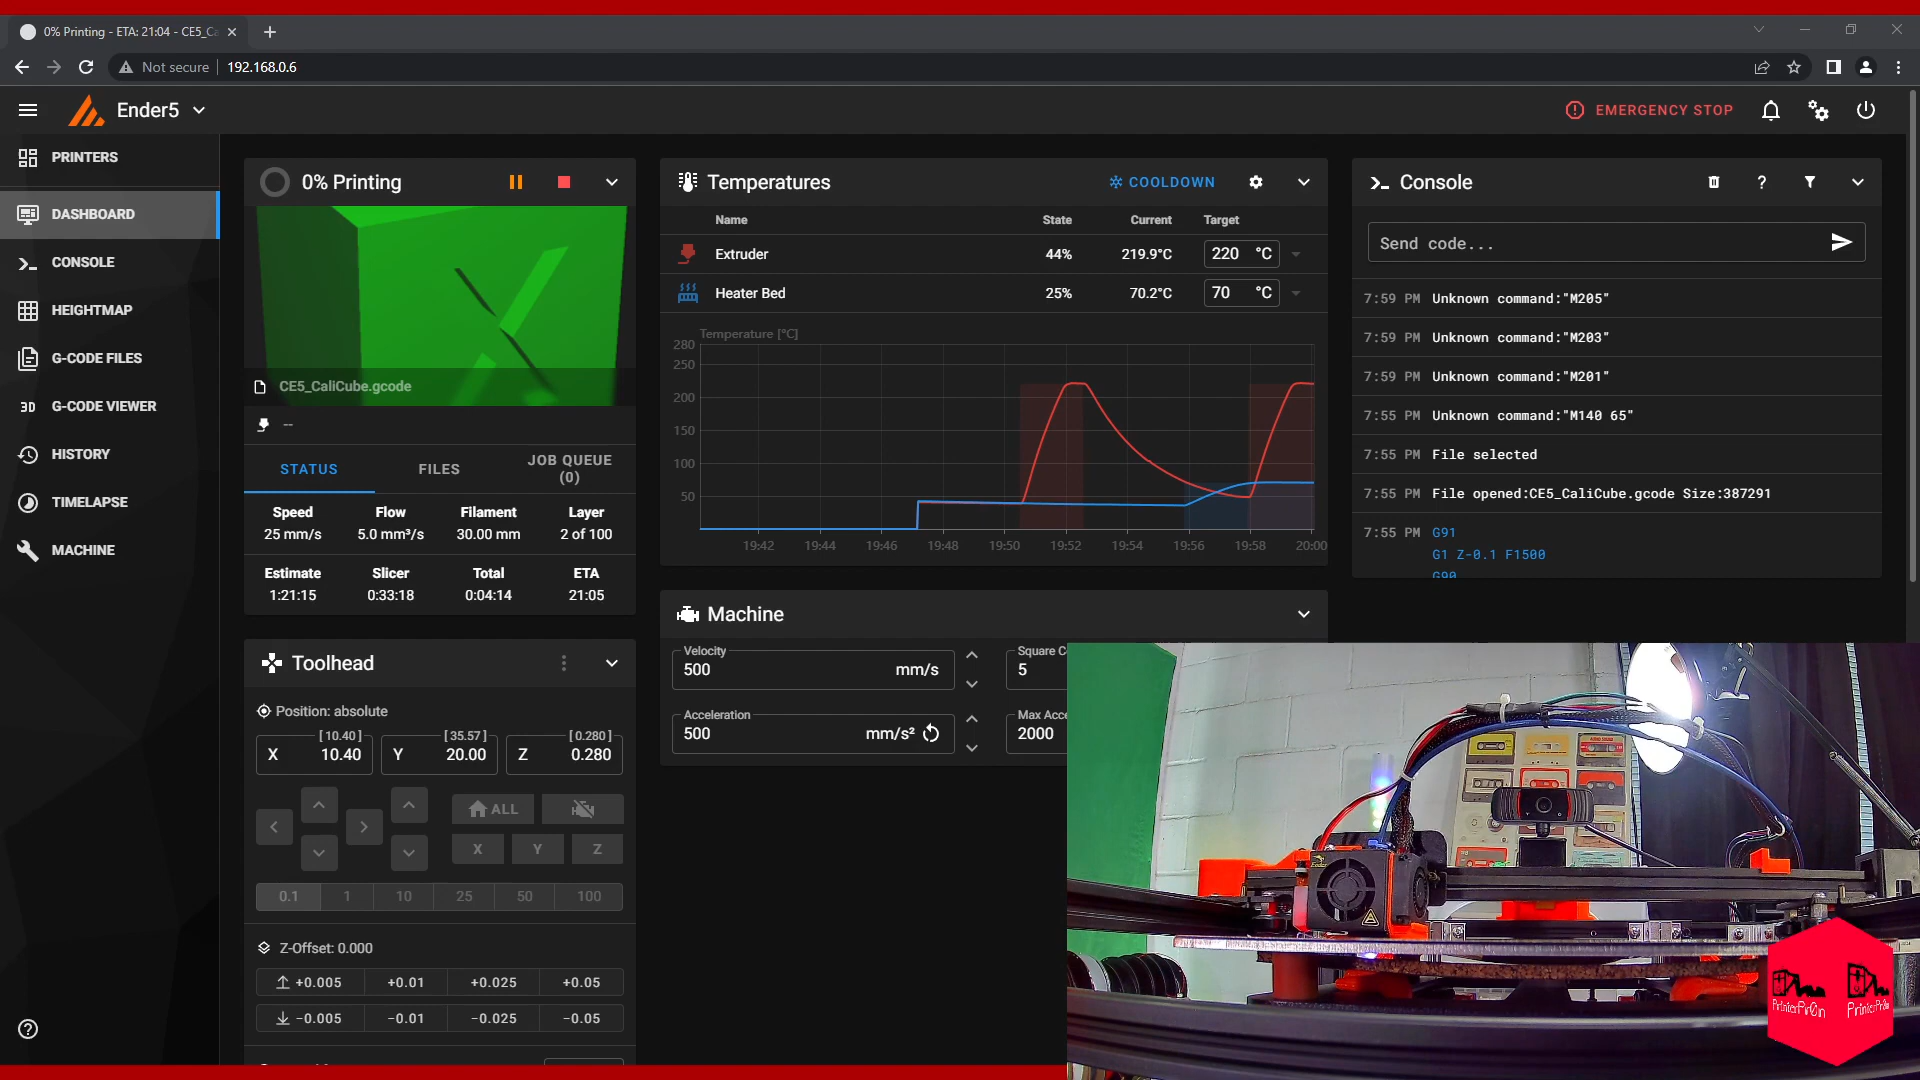 0% Printing - ETA: 21:04 - CE5_Ca
Not secure
192.168.0.6
Ender5
EMERGENCY STOP
PRINTERS
DASHBOARD
CONSOLE
HEIGHTMAP
G-CODE FILES
3D G-CODE VIEWER
HISTORY
TIMELAPSE
MACHINE
0% Printing
CE5_CaliCube.gcode
--
STATUS FILES JOB QUEUE
(0)
Speed Flow Filament Layer
25 mm/s 5.0 mm³/s 30.00 mm 2 of 100
Estimate Slicer Total ETA
1:21:15 0:33:18 0:04:14 21:05
Toolhead
Position: absolute
[10.40] [35.57] [0.280]
X 10.40 Y 20.00 Z 0.280
ALL
X Y Z
0.1 1 10 25 50 100
Z-Offset: 0.000
+0.005 +0.01 +0.025 +0.05
−0.005 −0.01 −0.025 −0.05
Temperatures
COOLDOWN
Name State Current Target
Extruder 44% 219.9°C 220 °C
Heater Bed 25% 70.2°C 70 °C
Temperature [°C]
280
250
200
150
100
50
19:42 19:44 19:46 19:48 19:50 19:52 19:54 19:56 19:58 20:00
Machine
Velocity
500 mm/s
Square C
5
Acceleration
500 mm/s²
Max Acce
2000
Console
?
Send code...
7:59 PM Unknown command:"M205"
7:59 PM Unknown command:"M203"
7:59 PM Unknown command:"M201"
7:55 PM Unknown command:"M140 65"
7:55 PM File selected
7:55 PM File opened:CE5_CaliCube.gcode Size:387291
7:55 PM G91
G1 Z-0.1 F1500
G90
PrinterPr0n PrinterPr0n